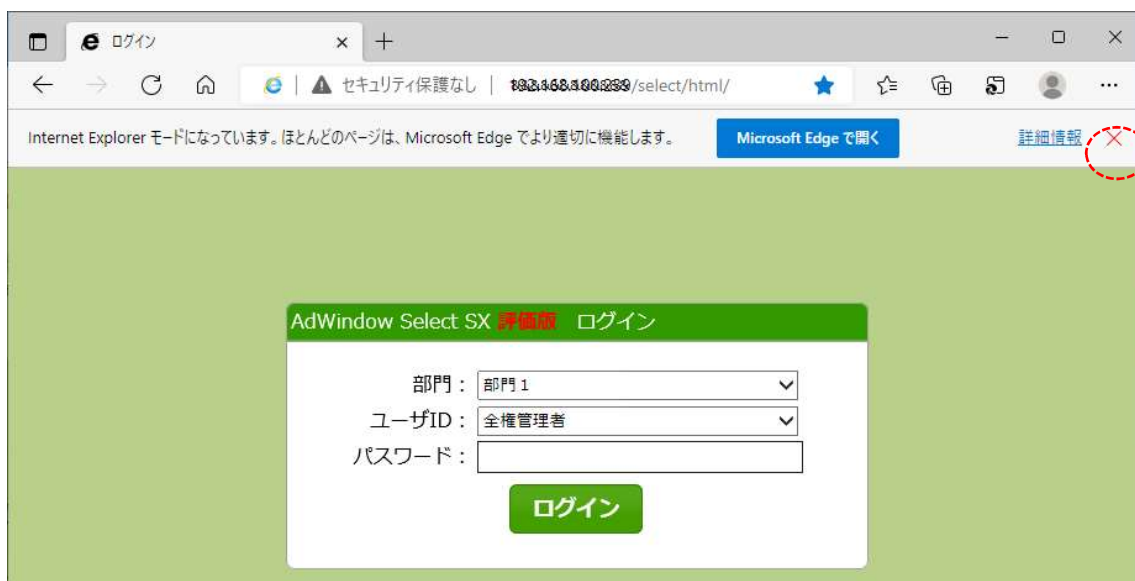 ログイン
セキュリティ保護なし | /select/html/
Internet Explorer モードになっています。ほとんどのページは、Microsoft Edge でより適切に機能します。 Microsoft Edge で開く 詳細情報
AdWindow Select SX 評価版 ログイン
部門: 部門1
ユーザID: 全権管理者
パスワード:
ログイン